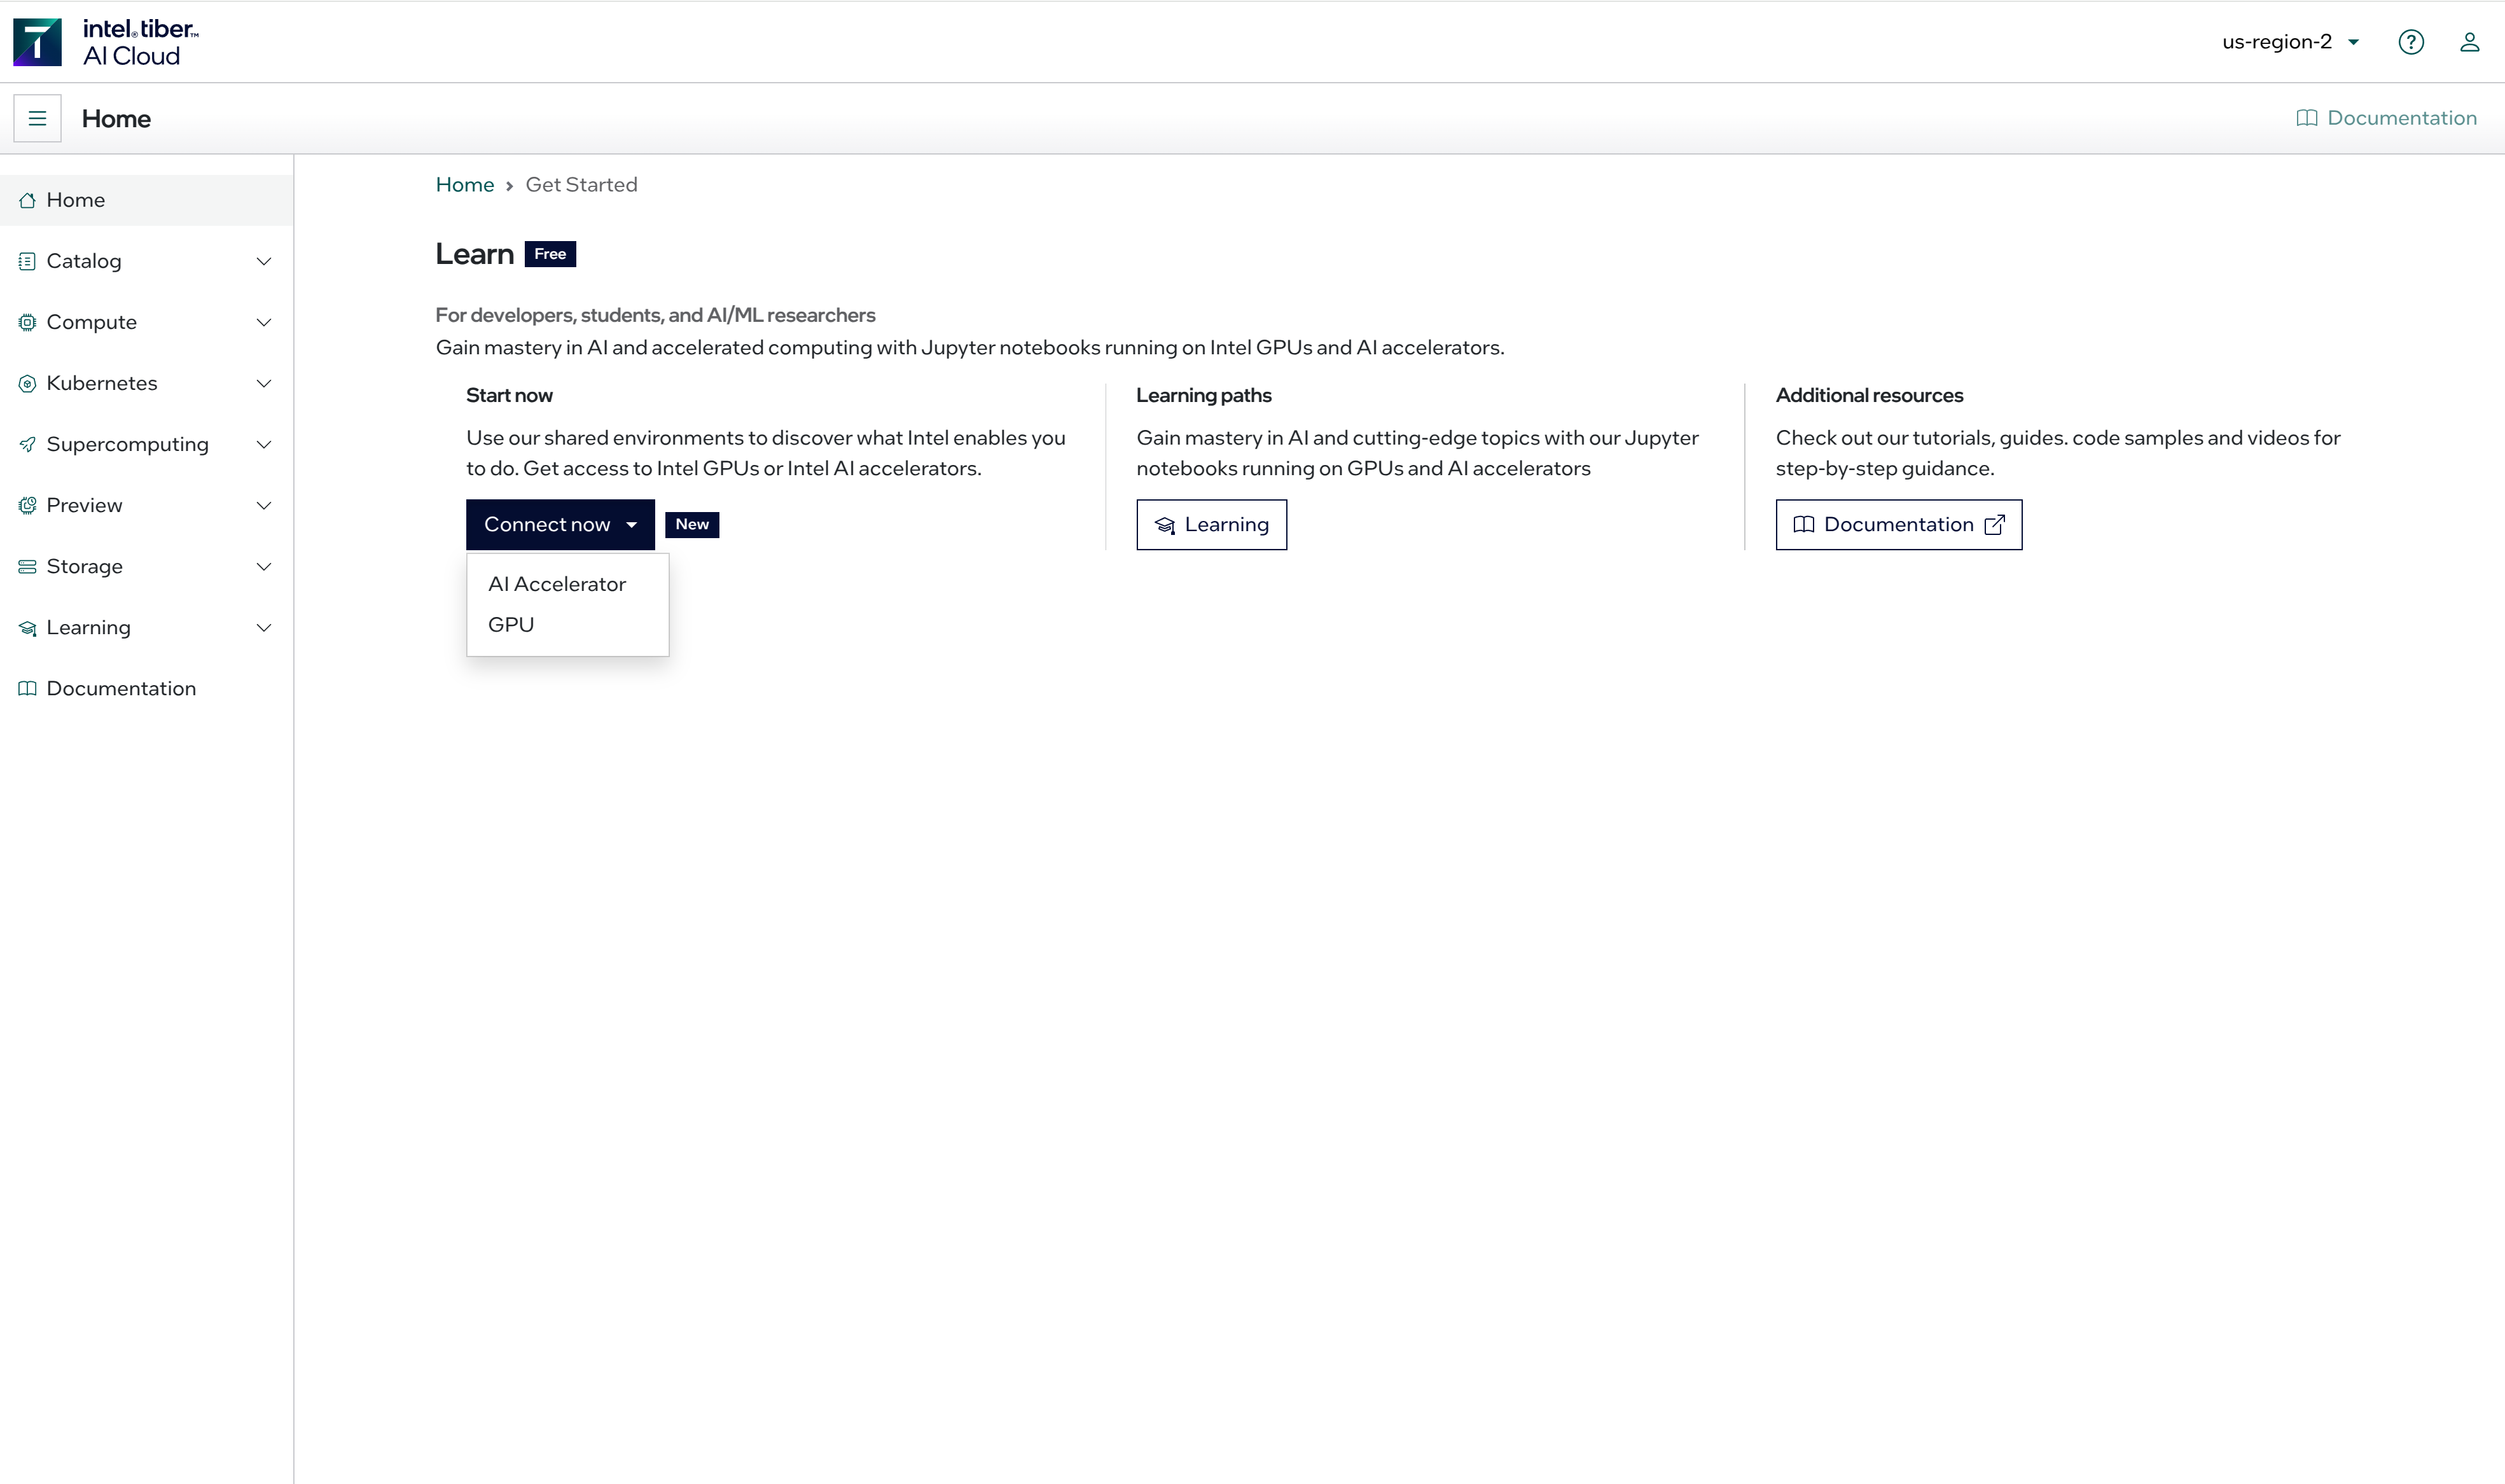 intel® tiber™
AI Cloud
us-region-2
Home
Documentation
Home
Catalog
Compute
Kubernetes
Supercomputing
Preview
Storage
Learning
Documentation
Home > Get Started
Learn Free
For developers, students, and AI/ML researchers
Gain mastery in AI and accelerated computing with Jupyter notebooks running on Intel GPUs and AI accelerators.
Start now
Use our shared environments to discover what Intel enables you
to do. Get access to Intel GPUs or Intel AI accelerators.
Connect now New
AI Accelerator
GPU
Learning paths
Gain mastery in AI and cutting-edge topics with our Jupyter
notebooks running on GPUs and AI accelerators
Learning
Additional resources
Check out our tutorials, guides. code samples and videos for
step-by-step guidance.
Documentation